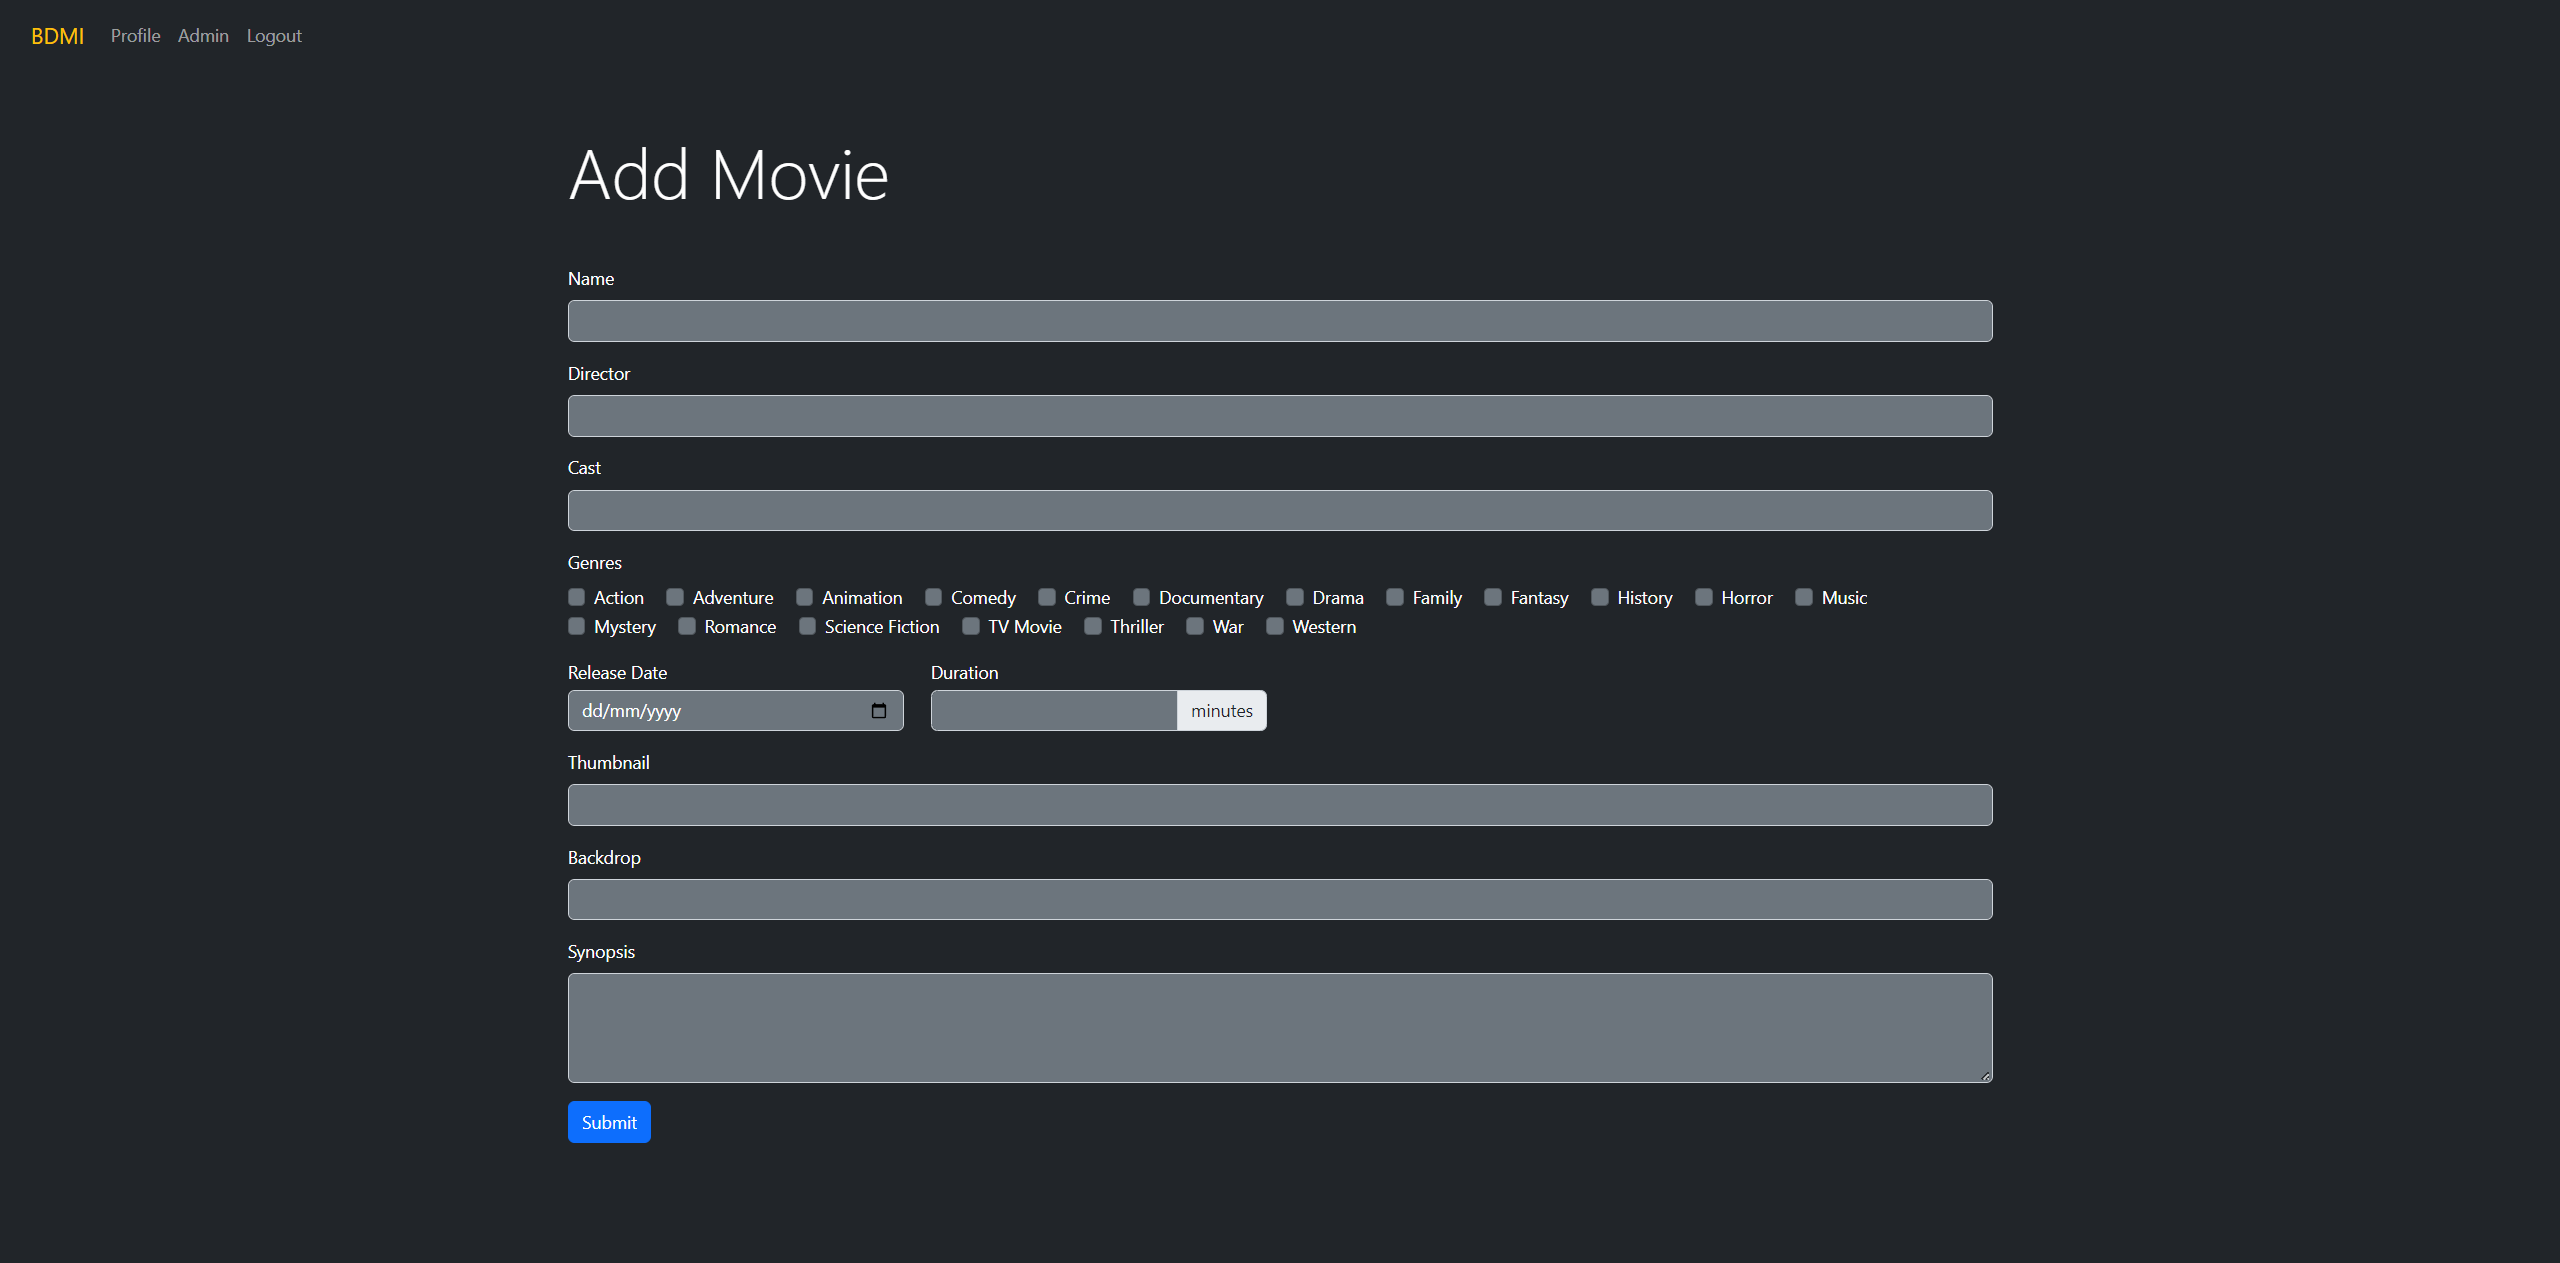 BDMI Profile Admin Logout
Add Movie
Name
Director
Cast
Genres
Action Adventure Animation Comedy Crime Documentary Drama Family Fantasy History Horror Music
Mystery Romance Science Fiction TV Movie Thriller War Western
Release Date Duration
dd/mm/yyyy minutes
Thumbnail
Backdrop
Synopsis
Submit